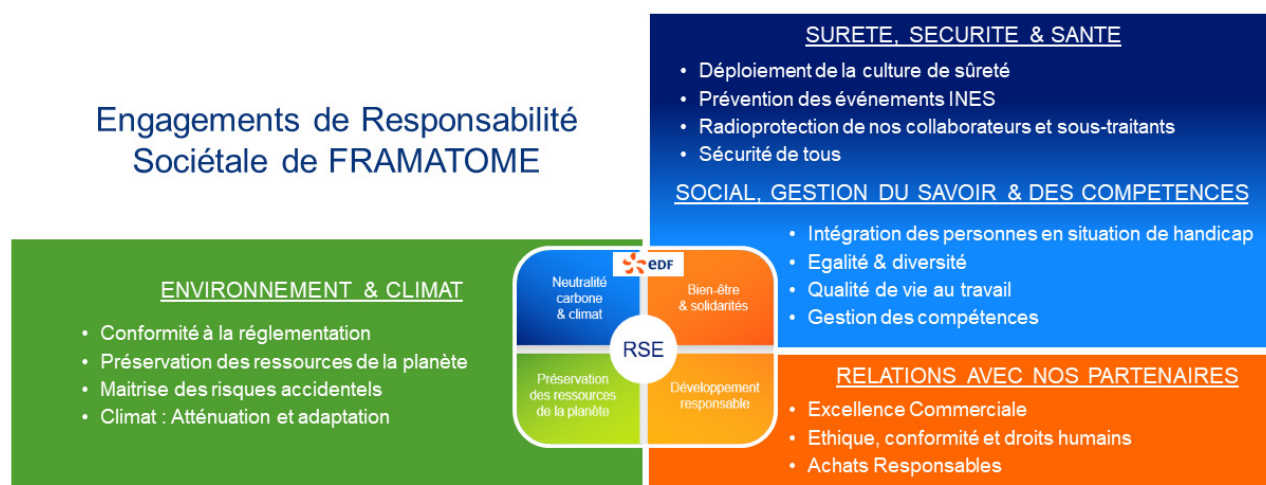 Engagements de Responsabilité
Sociétale de FRAMATOME
SURETE, SECURITE & SANTE
• Déploiement de la culture de sûreté
• Prévention des événements INES
• Radioprotection de nos collaborateurs et sous-traitants
• Sécurité de tous
SOCIAL, GESTION DU SAVOIR & DES COMPETENCES
• Intégration des personnes en situation de handicap
• Egalité & diversité
• Qualité de vie au travail
• Gestion des compétences
ENVIRONNEMENT & CLIMAT
• Conformité à la réglementation
• Préservation des ressources de la planète
• Maitrise des risques accidentels
• Climat : Atténuation et adaptation
eDF
Neutralité
carbone
& climat
Bien-être
& solidarités
RSE
Préservation
des ressources
de la planète
Développement
responsable
RELATIONS AVEC NOS PARTENAIRES
• Excellence Commerciale
• Ethique, conformité et droits humains
• Achats Responsables